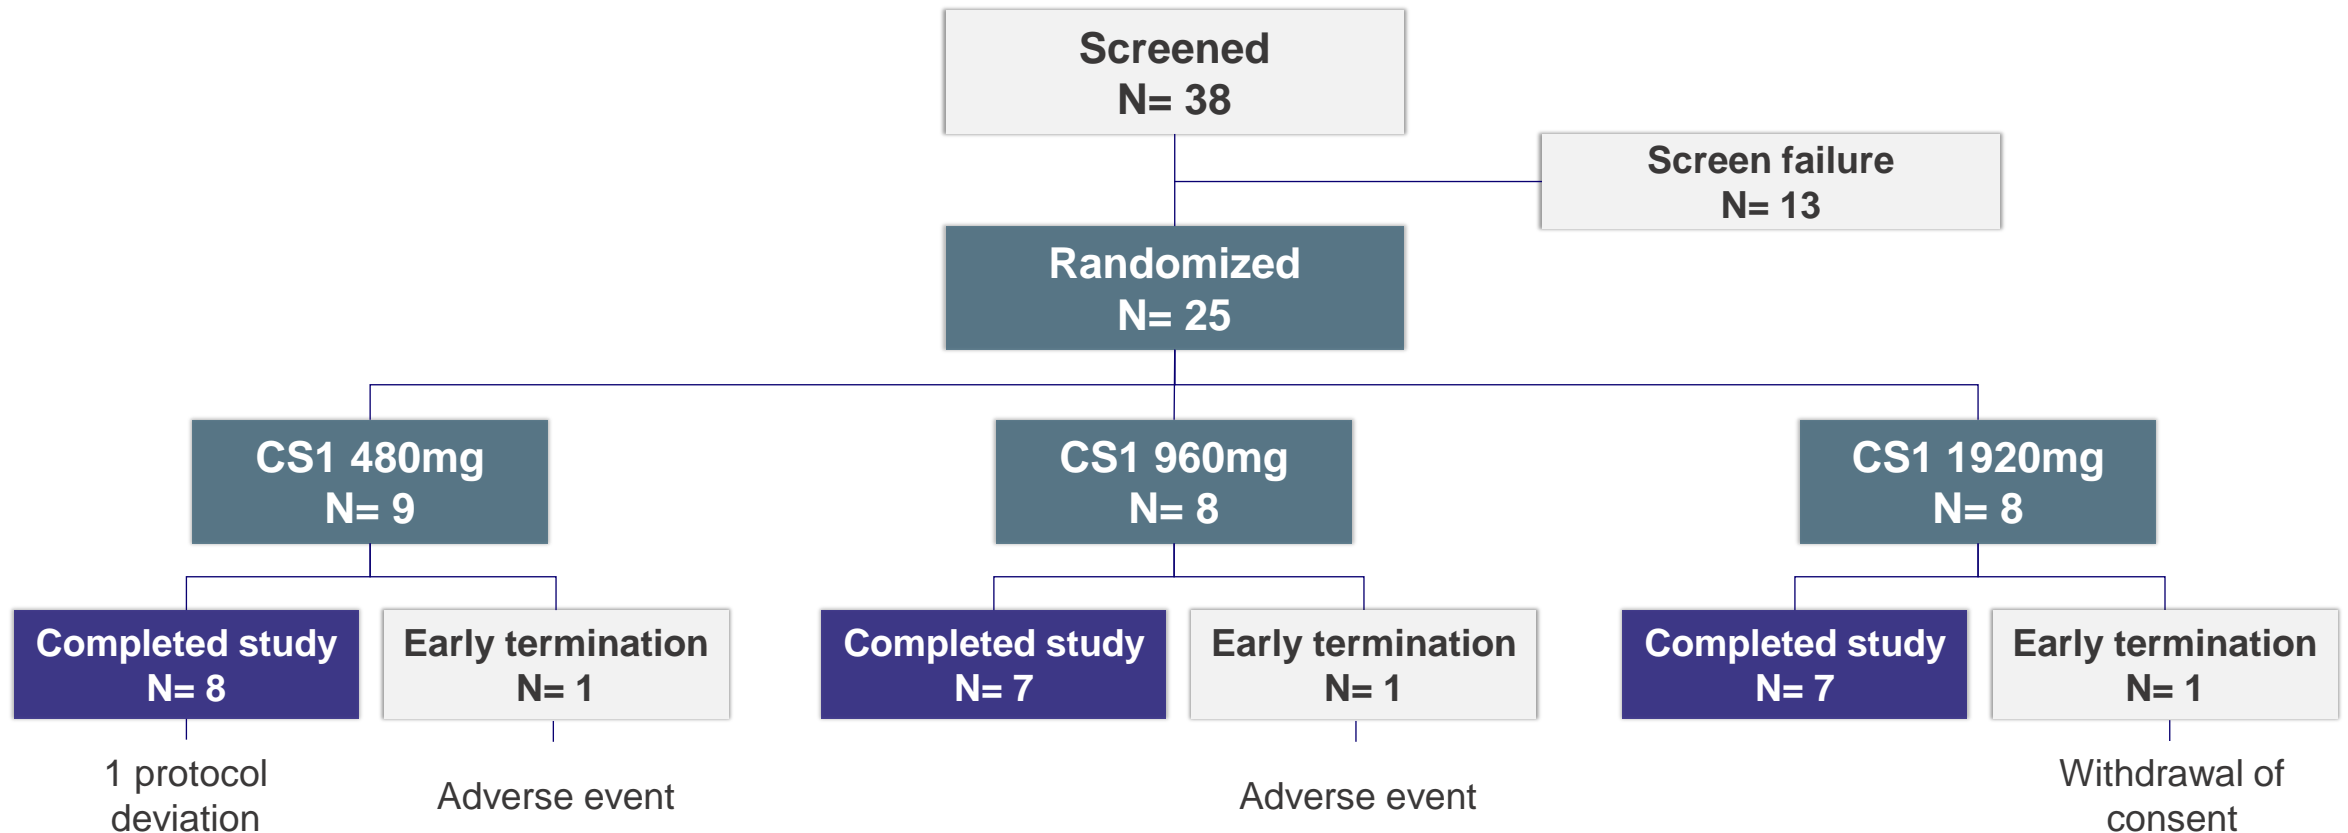 Screened
N= 38
Screen failure
N= 13
Randomized
N= 25
CS1 480mg
N= 9
CS1 960mg
N= 8
CS1 1920mg
N= 8
Completed study
N= 8
Early termination
N= 1
Completed study
N= 7
Early termination
N= 1
Completed study
N= 7
Early termination
N= 1
1 protocol
deviation
Adverse event
Adverse event
Withdrawal of
consent